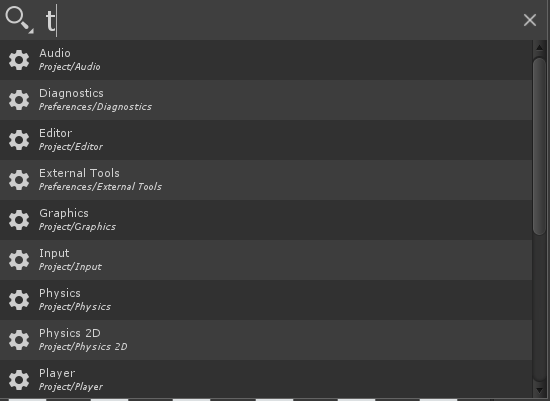 t
Audio
Project/Audio
Diagnostics
Preferences/Diagnostics
Editor
Project/Editor
External Tools
Preferences/External Tools
Graphics
Project/Graphics
Input
Project/Input
Physics
Project/Physics
Physics 2D
Project/Physics 2D
Player
Project/Player